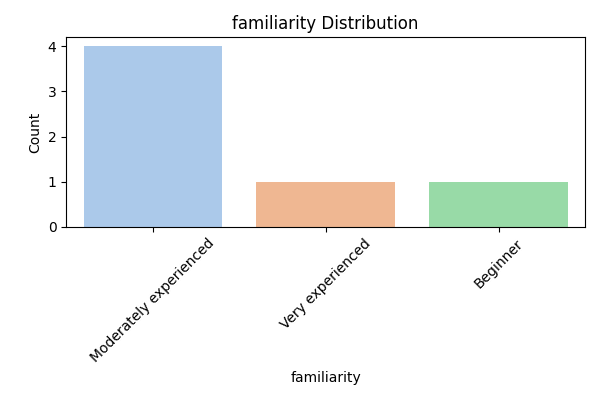 familiarity Distribution
Count
4
3
2
1
0
Moderately experienced
Very experienced
Beginner
familiarity